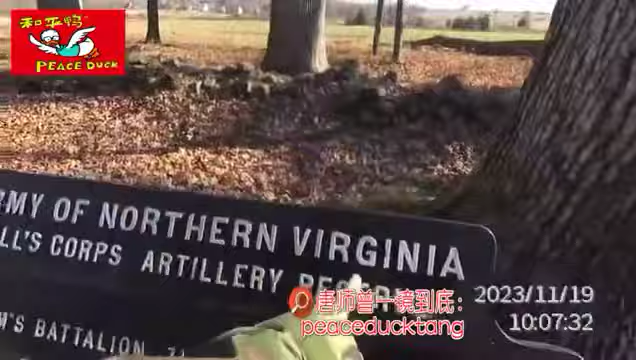 和平鸭
PEACE DUCK
RMY OF NORTHERN VIRGINIA
LL'S CORPS ARTILLERY RESERVE
唐师曾一镜到底:
peaceducktang
2023/11/19
10:07:32
M'S BATTALION